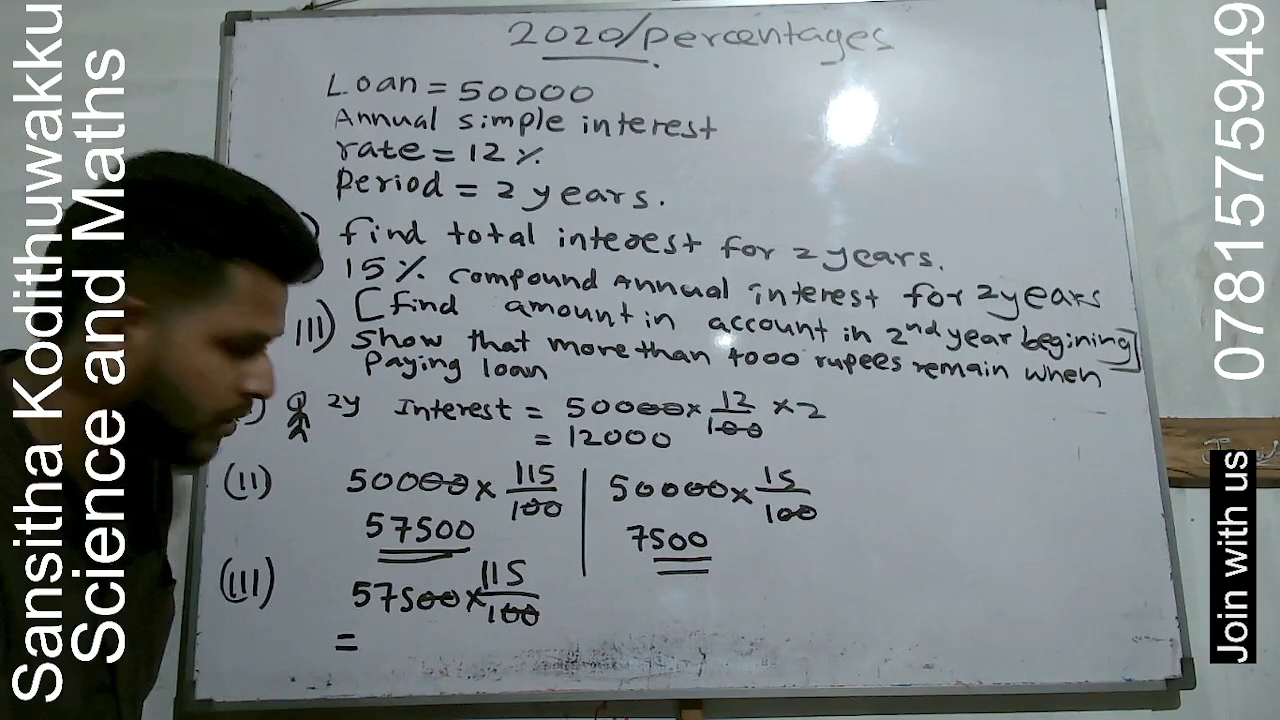 Sansitha Kodithuwakku
Science and Maths
2020/percentages
Loan = 50000
Annual simple interest
rate = 12 %
Period = 2 years.
) find total interest for 2 years.
) 15 % compound Annual interest for 2 years
III) [find amount in account in 2nd year begining]
show that more than 4000 rupees remain when
paying loan
) 2y Interest = 50000 × 12/100 × 2
= 12000
(II) 50000 × 115/100 | 50000 × 15/100
57500 | 7500
(III) 57500 × 115/100
=
0781575949
Join with us